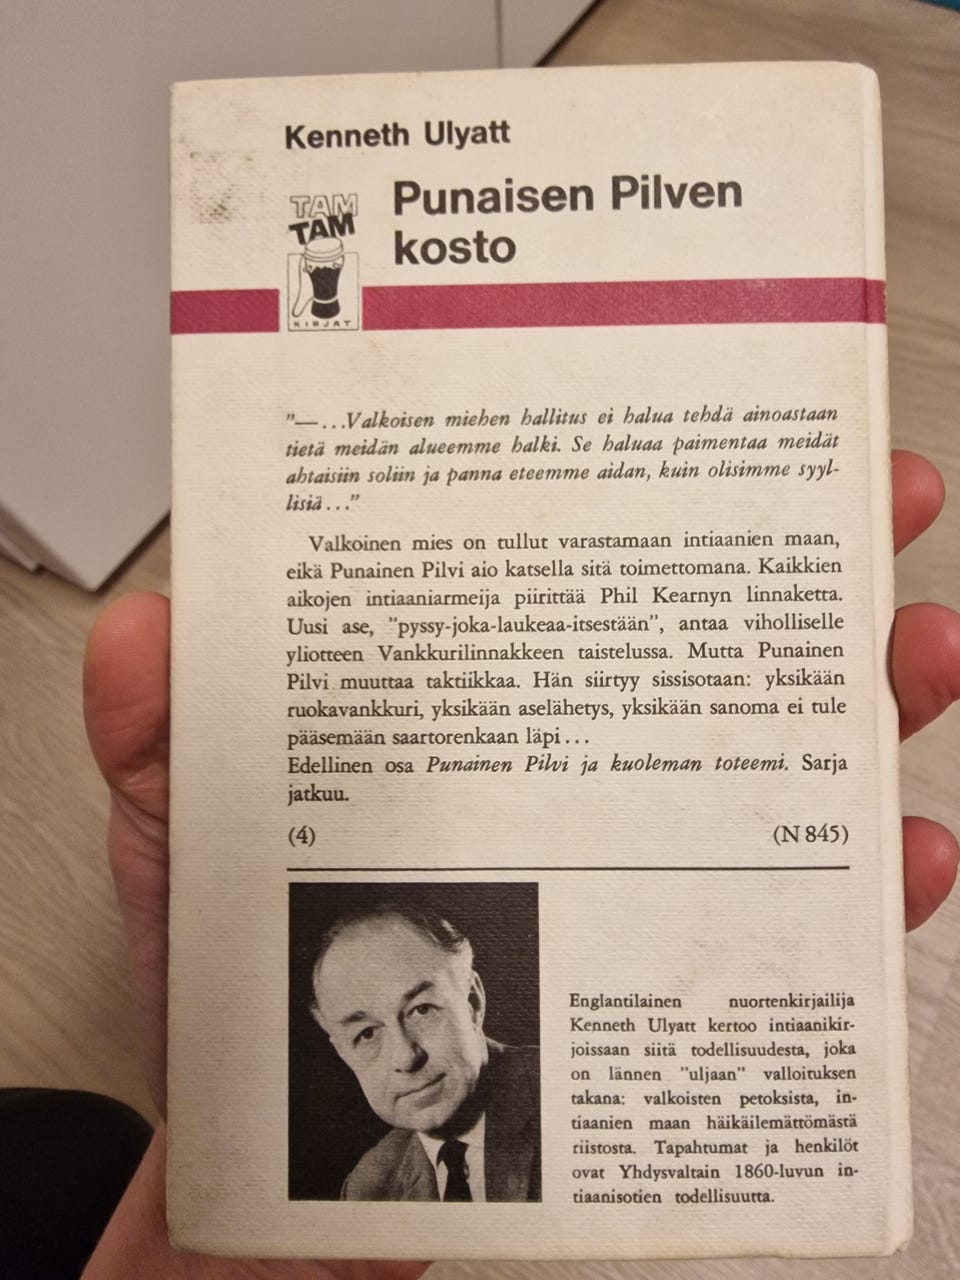 Kenneth Ulyatt
TAM
TAM
KIRJAT
Punaisen Pilven
kosto
"—...Valkoisen miehen hallitus ei halua tehdä ainoastaan
tietä meidän alueemme halki. Se haluaa paimentaa meidät
ahtaisiin soliin ja panna eteemme aidan, kuin olisimme syyl-
lisiä..."
Valkoinen mies on tullut varastamaan intiaanien maan,
eikä Punainen Pilvi aio katsella sitä toimettomana. Kaikkien
aikojen intiaaniarmeija piirittää Phil Kearnyn linnaketta.
Uusi ase, "pyssy-joka-laukeaa-itsestään", antaa viholliselle
yliotteen Vankkurilinnakkeen taistelussa. Mutta Punainen
Pilvi muuttaa taktiikkaa. Hän siirtyy sissisotaan: yksikään
ruokavankkuri, yksikään aselähetys, yksikään sanoma ei tule
pääsemään saartorenkaan läpi...
Edellinen osa Punainen Pilvi ja kuoleman toteemi. Sarja
jatkuu.
(4) (N 845)
Englantilainen nuortenkirjailija
Kenneth Ulyatt kertoo intiaanikir-
joissaan siitä todellisuudesta, joka
on lännen "uljaan" valloituksen
takana: valkoisten petoksista, in-
tiaanien maan häikäilemättömästä
riistosta. Tapahtumat ja henkilöt
ovat Yhdysvaltain 1860-luvun in-
tiaanisotien todellisuutta.